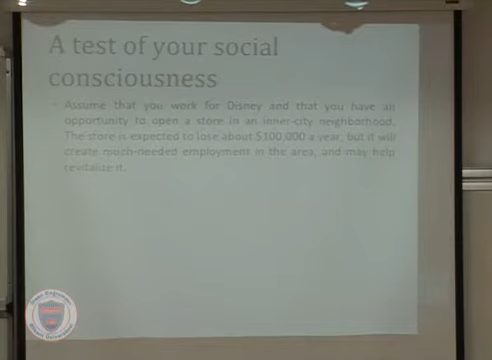 A test of your social
consciousness
Assume that you work for Disney and that you have an
opportunity to open a store in an inner-city neighborhood.
The store is expected to lose about $100,000 a year, but it will
create much-needed employment in the area, and may help
revitalize it.